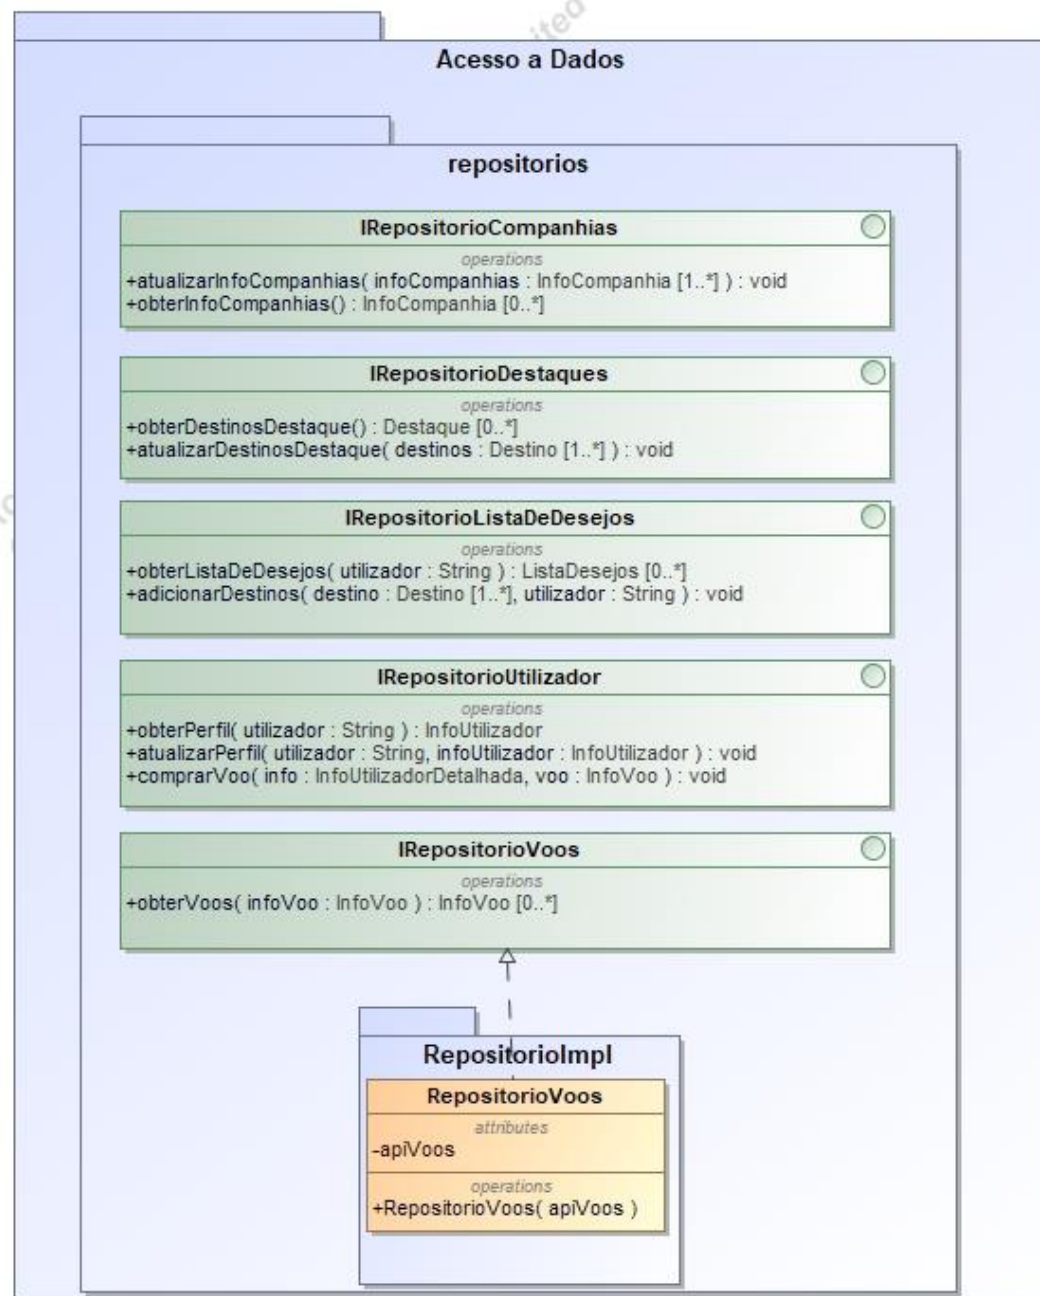 Acesso a Dados
repositorios
IRepositorioCompanhias
operations
+atualizarInfoCompanhias( infoCompanhias : InfoCompanhia [1..*] ) : void
+obterInfoCompanhias() : InfoCompanhia [0..*]
IRepositorioDestaques
operations
+obterDestinosDestaque() : Destaque [0..*]
+atualizarDestinosDestaque( destinos : Destino [1..*] ) : void
IRepositorioListaDeDesejos
operations
+obterListaDeDesejos( utilizador : String ) : ListaDesejos [0..*]
+adicionarDestinos( destino : Destino [1..*], utilizador : String ) : void
IRepositorioUtilizador
operations
+obterPerfil( utilizador : String ) : InfoUtilizador
+atualizarPerfil( utilizador : String, infoUtilizador : InfoUtilizador ) : void
+comprarVoo( info : InfoUtilizadorDetalhada, voo : InfoVoo ) : void
IRepositorioVoos
operations
+obterVoos( infoVoo : InfoVoo ) : InfoVoo [0..*]
RepositorioImpl
RepositorioVoos
attributes
-apiVoos
operations
+RepositorioVoos( apiVoos )